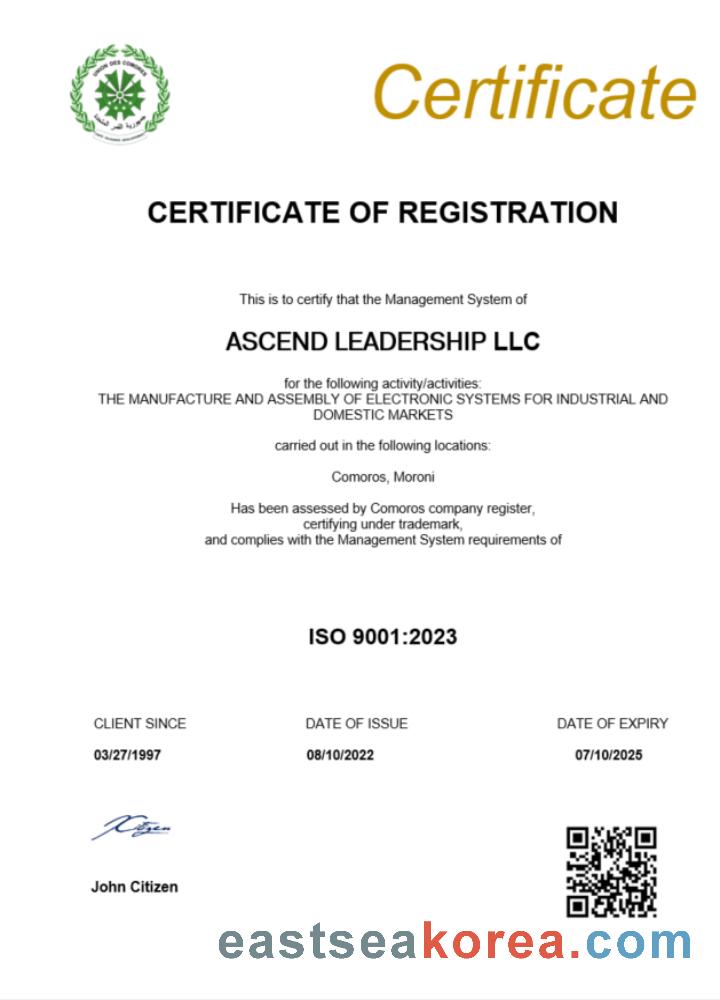 UNION DES COMORES
Certificate
CERTIFICATE OF REGISTRATION
This is to certify that the Management System of
ASCEND LEADERSHIP LLC
for the following activity/activities:
THE MANUFACTURE AND ASSEMBLY OF ELECTRONIC SYSTEMS FOR INDUSTRIAL AND
DOMESTIC MARKETS
carried out in the following locations:
Comoros, Moroni
Has been assessed by Comoros company register,
certifying under trademark,
and complies with the Management System requirements of
ISO 9001:2023
CLIENT SINCE DATE OF ISSUE DATE OF EXPIRY
03/27/1997 08/10/2022 07/10/2025
John Citizen
eastseakorea.com